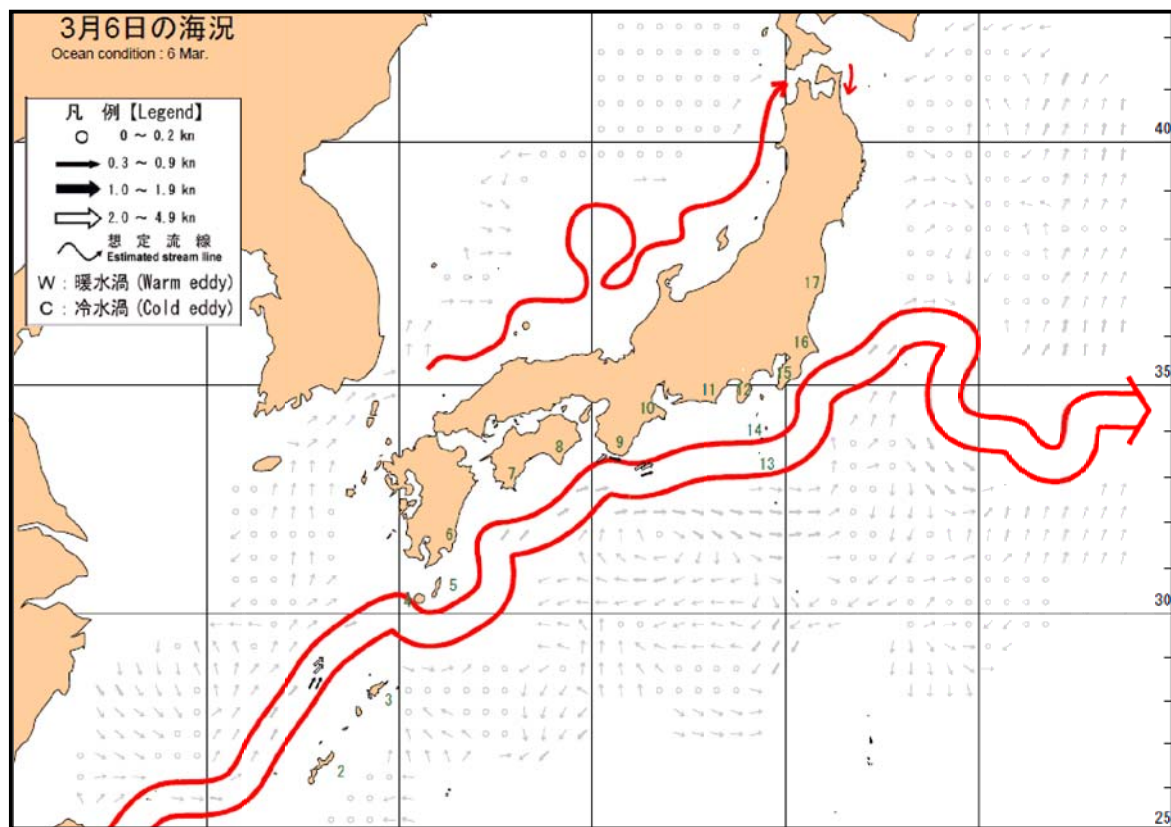 3月6日の海況
Ocean condition : 6 Mar.
凡 例【Legend】
0 ～ 0.2 kn
0.3 ～ 0.9 kn
1.0 ～ 1.9 kn
2.0 ～ 4.9 kn
想 定 流 線
Estimated stream line
W : 暖水渦 (Warm eddy)
C : 冷水渦 (Cold eddy)
40
17
16
35
15
12
11
10
14
9
8
13
7
6
5
4
30
3
2
25